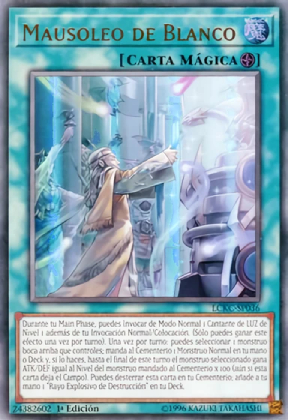 Mausoleo de Blanco
[Carta Mágica]
LCKC-SP036
Durante tu Main Phase, puedes Invocar de Modo Normal 1 Cantante de LUZ de
Nivel 1 además de tu Invocación Normal/Colocación. (Sólo puedes ganar
este efecto una vez por turno). Una vez por turno: puedes seleccionar 1 monstruo
boca arriba que controles; manda al Cementerio 1 Monstruo Normal en tu mano
o Deck y, si lo haces, hasta el final de este turno el monstruo seleccionado gana
ATK/DEF igual al Nivel del monstruo mandado al Cementerio x 100 (aún si esta
carta deja el Campo). Puedes desterrar esta carta en tu Cementerio; añade a tu
mano 1 "Rayo Explosivo de Destrucción" en tu Deck.
24382602
1ª Edición
©1996 KAZUKI TAKAHASHI